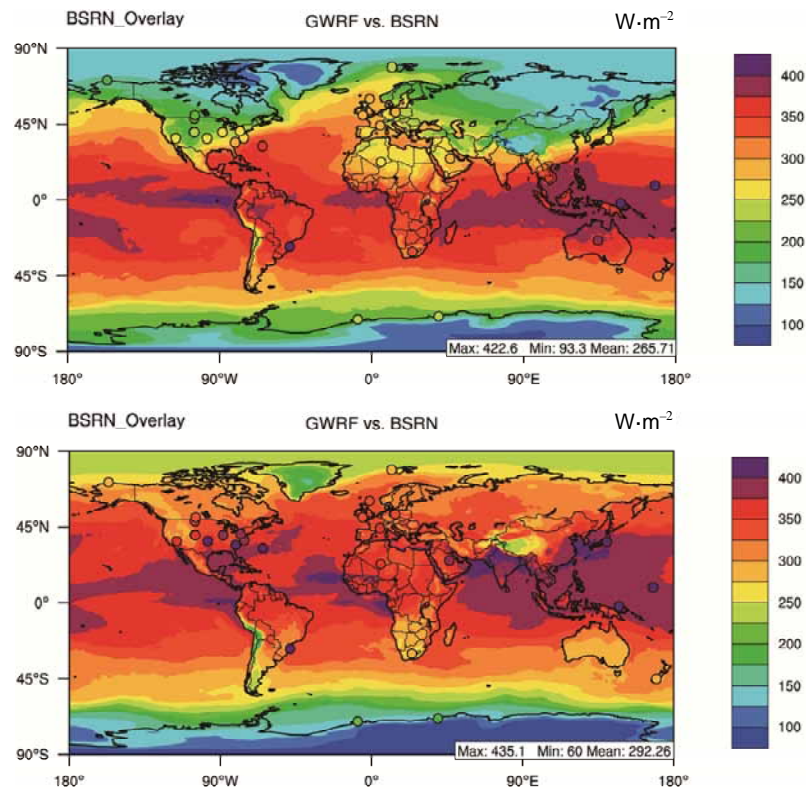 BSRN_Overlay GWRF vs. BSRN W·m⁻²
90°N
45°N
0°
45°S
90°S
180° 90°W 0° 90°E 180°
Max: 422.6 Min: 93.3 Mean: 265.71
400
350
300
250
200
150
100
BSRN_Overlay GWRF vs. BSRN W·m⁻²
90°N
45°N
0°
45°S
90°S
180° 90°W 0° 90°E 180°
Max: 435.1 Min: 60 Mean: 292.26
400
350
300
250
200
150
100